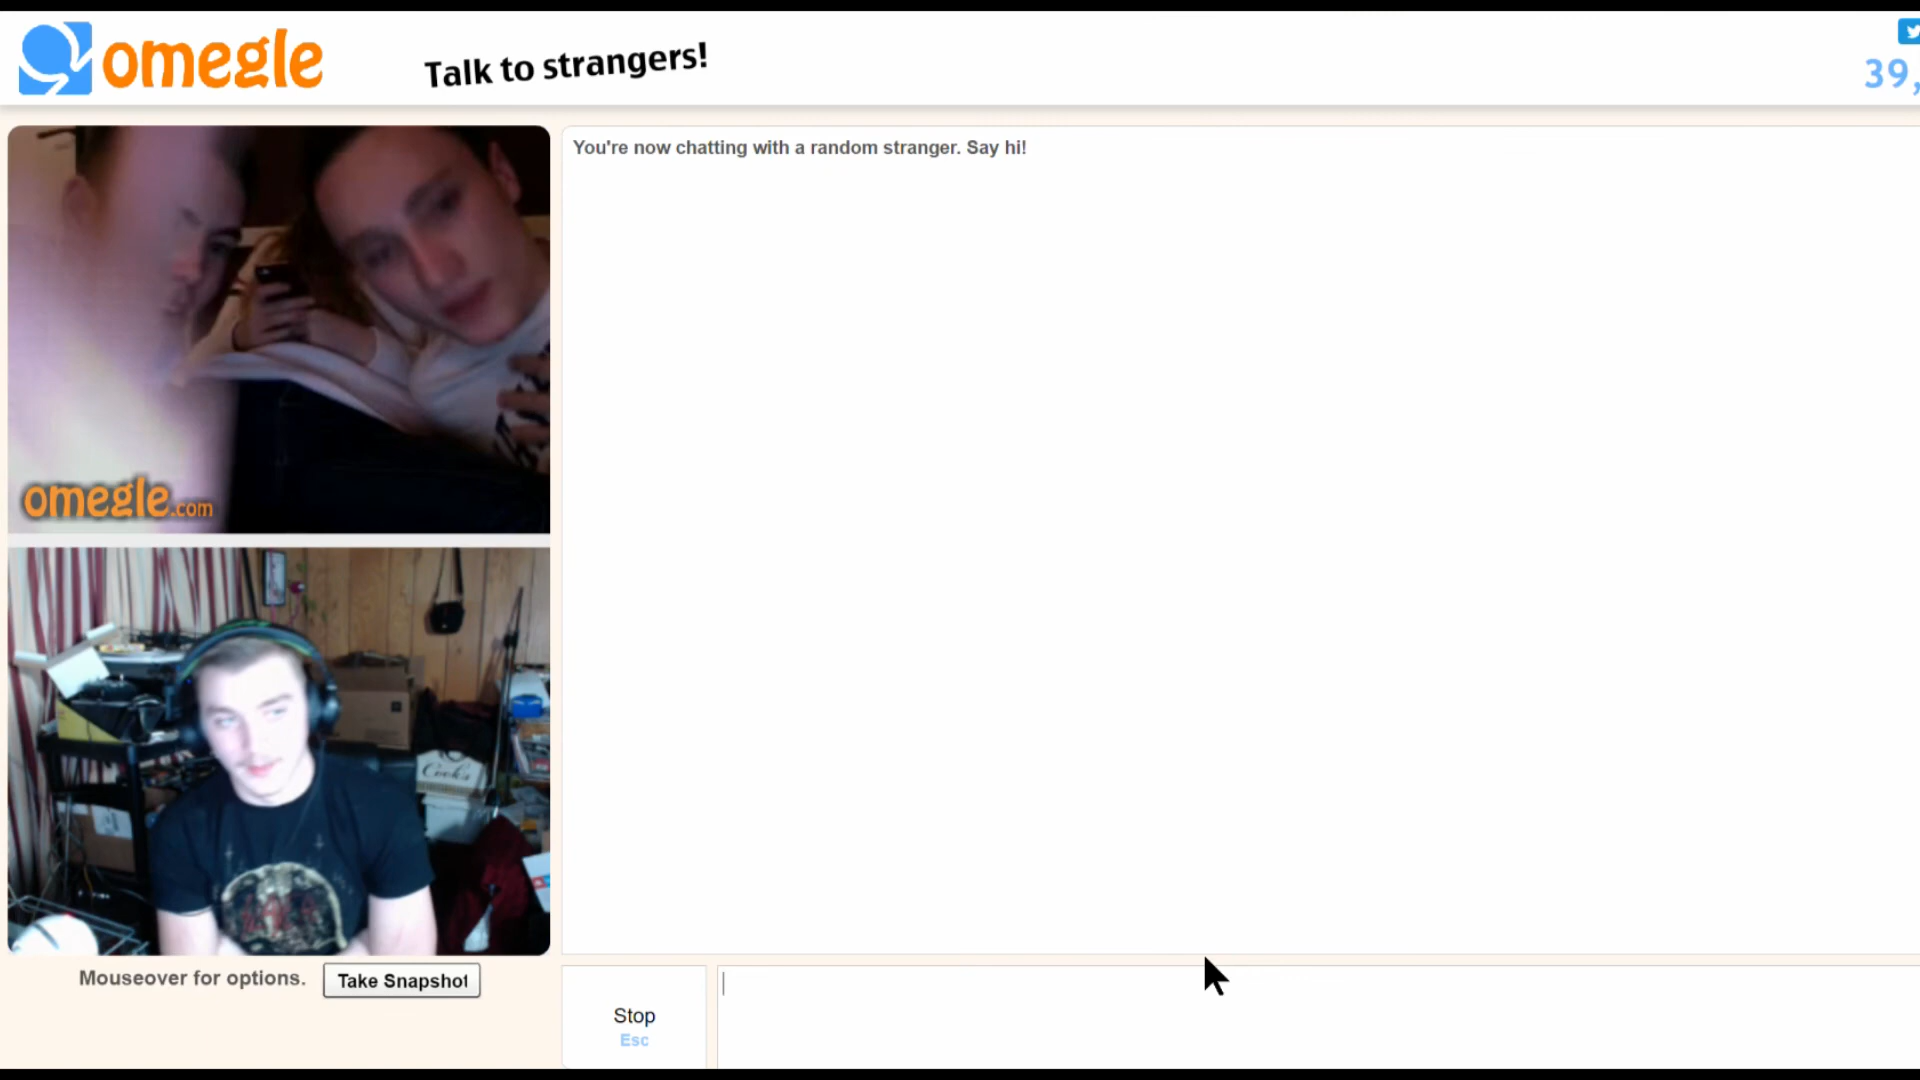 omegle
Talk to strangers!
39,
You're now chatting with a random stranger. Say hi!
omegle.com
Cook's
Mouseover for options.
Take Snapshot
Stop
Esc